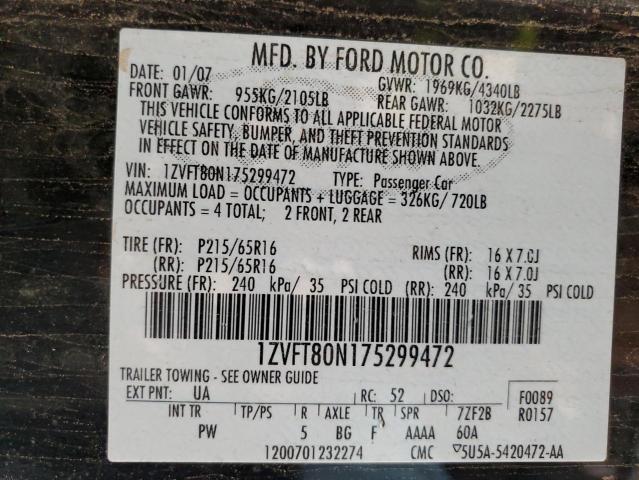 MFD. BY FORD MOTOR CO.
DATE: 01/07 GVWR: 1969KG/4340LB
FRONT GAWR: 955KG/2105LB REAR GAWR: 1032KG/2275LB
THIS VEHICLE CONFORMS TO ALL APPLICABLE FEDERAL MOTOR
VEHICLE SAFETY, BUMPER, AND THEFT PREVENTION STANDARDS
IN EFFECT ON THE DATE OF MANUFACTURE SHOWN ABOVE.
VIN: 1ZVFT80N175299472 TYPE: Passenger Car
MAXIMUM LOAD = OCCUPANTS + LUGGAGE = 326KG/ 720LB
OCCUPANTS = 4 TOTAL; 2 FRONT, 2 REAR
TIRE (FR): P215/65R16 RIMS (FR): 16 X 7.0J
(RR): P215/65R16 (RR): 16 X 7.0J
PRESSURE (FR): 240 kPa/ 35 PSI COLD (RR): 240 kPa/ 35 PSI COLD
1ZVFT80N175299472
TRAILER TOWING - SEE OWNER GUIDE
EXT PNT: UA RC: 52 DSO: F0089
INT TR TP/PS R AXLE TR SPR 7ZF2B R0157
PW 5 BG F AAAA 60A
1200701232274 CMC ▽5U5A-5420472-AA